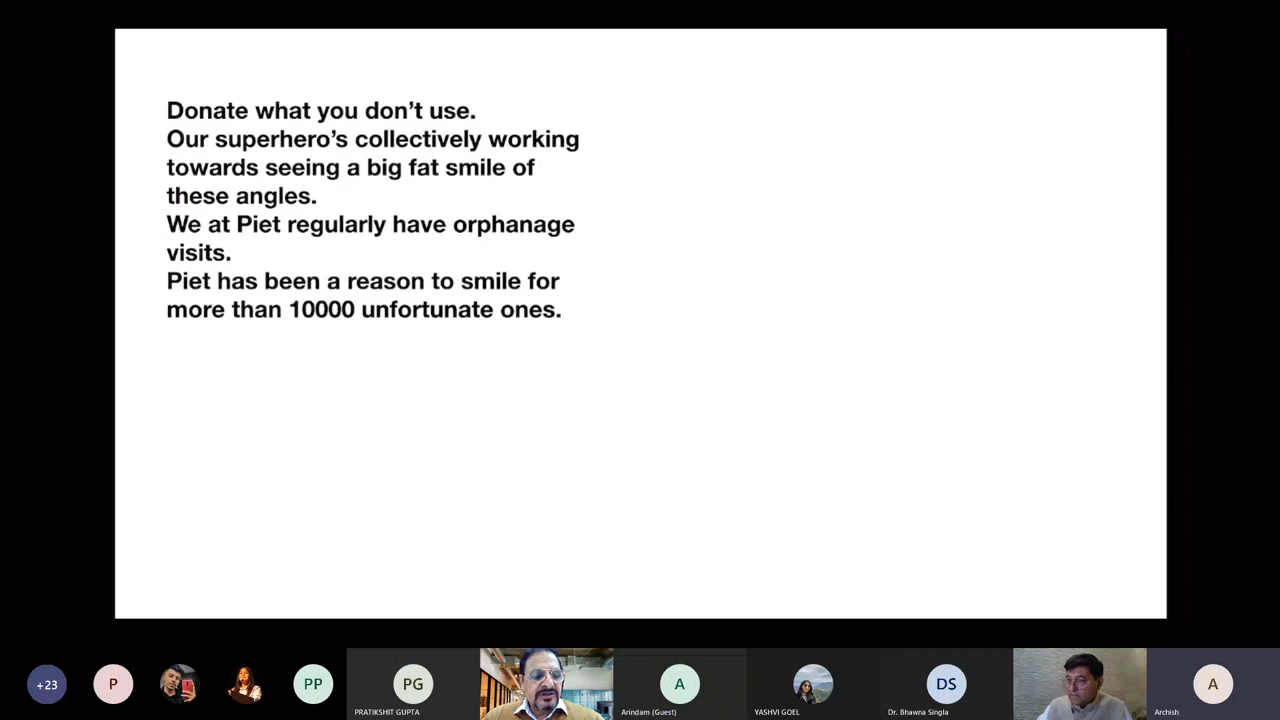 Donate what you don’t use.
Our superhero’s collectively working
towards seeing a big fat smile of
these angles.
We at Piet regularly have orphanage
visits.
Piet has been a reason to smile for
more than 10000 unfortunate ones.
+23
P
PP
PG
A
DS
A
PRATIKSHIT GUPTA
Arindam (Guest)
YASHVI GOEL
Dr. Bhawna Singla
Archish